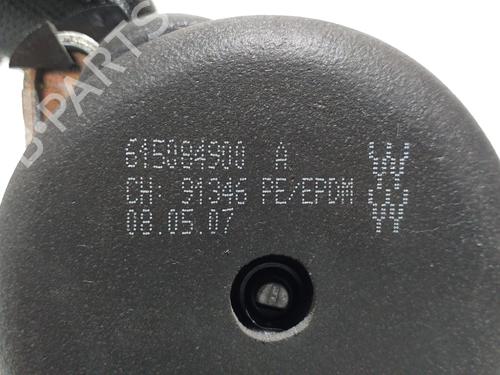 615084900 A
CH: 91346 PE/EPDM
08.05.07
B-PARTS